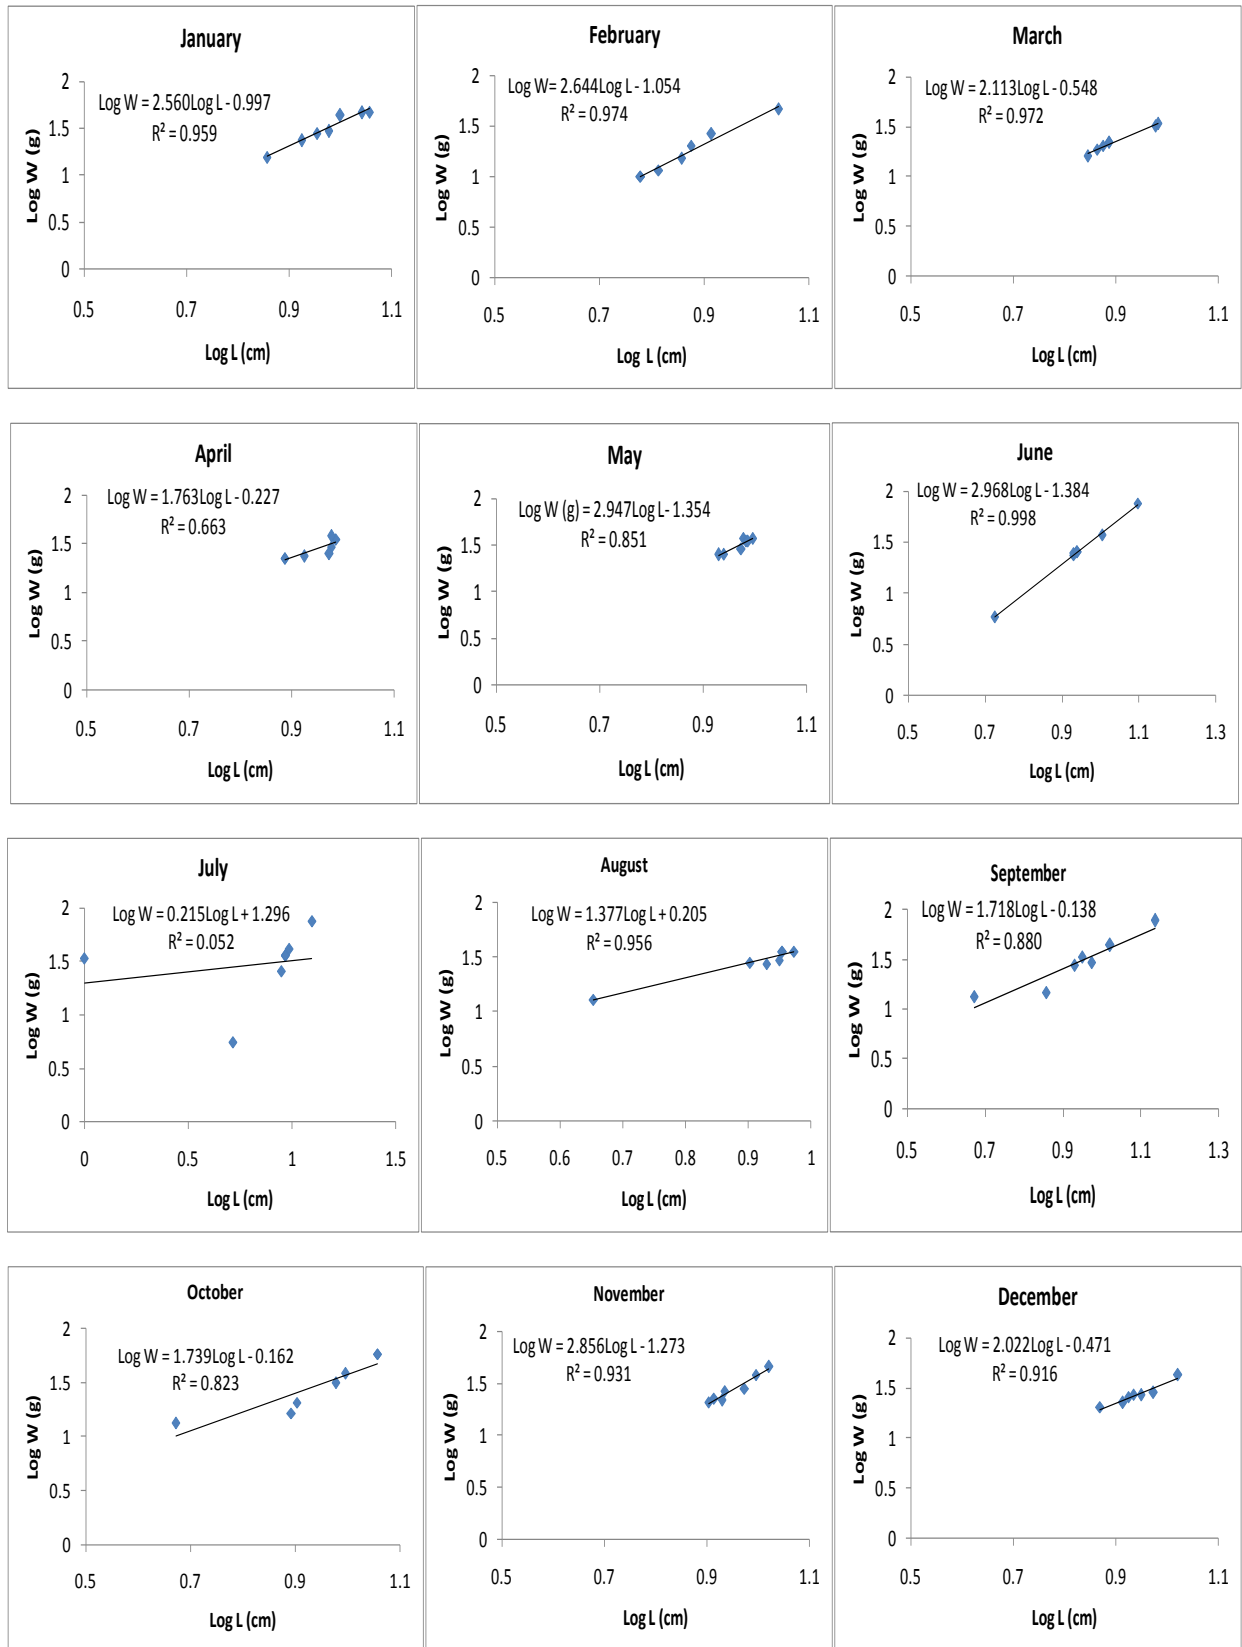 January
Log W = 2.560Log L - 0.997
R² = 0.959
2
1.5
1
0.5
0
Log W (g)
0.5 0.7 0.9 1.1
Log L (cm)
February
Log W= 2.644Log L - 1.054
R² = 0.974
2
1.5
1
0.5
0
Log W (g)
0.5 0.7 0.9 1.1
Log L (cm)
March
Log W = 2.113Log L - 0.548
R² = 0.972
2
1.5
1
0.5
0
Log W (g)
0.5 0.7 0.9 1.1
Log L (cm)
April
Log W = 1.763Log L - 0.227
R² = 0.663
2
1.5
1
0.5
0
Log W (g)
0.5 0.7 0.9 1.1
Log L (cm)
May
Log W (g) = 2.947Log L- 1.354
R² = 0.851
2
1.5
1
0.5
0
Log W (g)
0.5 0.7 0.9 1.1
Log L (cm)
June
Log W = 2.968Log L - 1.384
R² = 0.998
2
1.5
1
0.5
0
Log W (g)
0.5 0.7 0.9 1.1 1.3
Log L (cm)
July
Log W = 0.215Log L + 1.296
R² = 0.052
2
1.5
1
0.5
0
Log W (g)
0 0.5 1 1.5
Log L (cm)
August
Log W = 1.377Log L + 0.205
R² = 0.956
2
1.5
1
0.5
0
Log W (g)
0.5 0.6 0.7 0.8 0.9 1
Log L (cm)
September
Log W = 1.718Log L - 0.138
R² = 0.880
2
1.5
1
0.5
0
Log W (g)
0.5 0.7 0.9 1.1 1.3
Log L (cm)
October
Log W = 1.739Log L - 0.162
R² = 0.823
2
1.5
1
0.5
0
Log W (g)
0.5 0.7 0.9 1.1
Log L (cm)
November
Log W = 2.856Log L - 1.273
R² = 0.931
2
1.5
1
0.5
0
Log W (g)
0.5 0.7 0.9 1.1
Log L (cm)
December
Log W = 2.022Log L - 0.471
R² = 0.916
2
1.5
1
0.5
0
Log W (g)
0.5 0.7 0.9 1.1
Log L (cm)